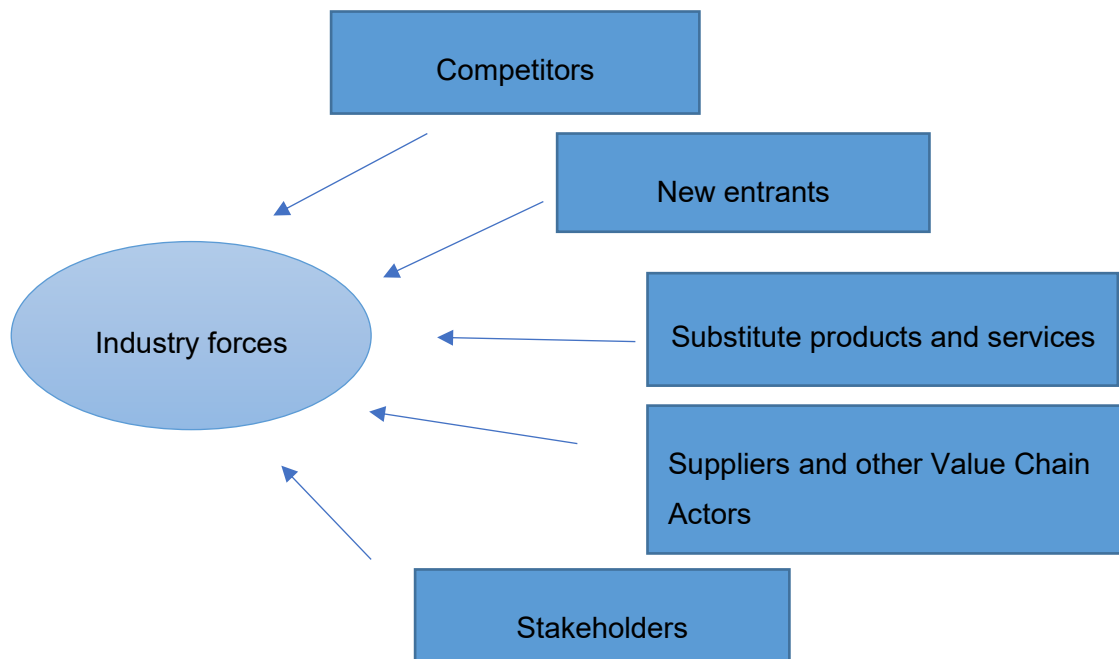 Competitors
New entrants
Industry forces
Substitute products and services
Suppliers and other Value Chain
Actors
Stakeholders